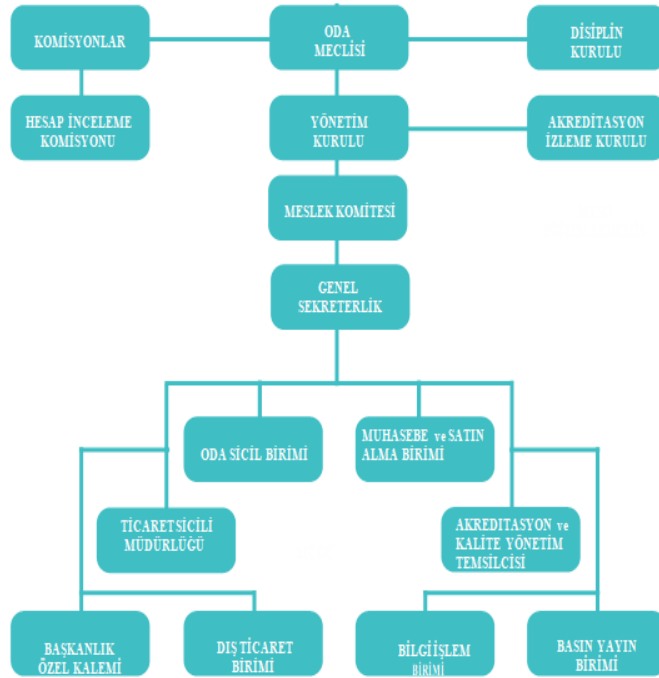 KOMİSYONLAR
ODA
MECLİSİ
DİSİPLİN
KURULU
HESAP İNCELEME
KOMİSYONU
YÖNETİM
KURULU
AKREDİTASYON
İZLEME KURULU
MESLEK KOMİTESİ
GENEL
SEKRETERLİK
ODA SİCİL BİRİMİ
MUHASEBE ve SATIN
ALMA BİRİMİ
TİCARET SİCİLİ
MÜDÜRLÜĞÜ
AKREDITASYON ve
KALİTE YÖNETİM
TEMSİLCİSİ
BAŞKANLIK
ÖZEL KALEMİ
DIŞ TİCARET
BİRİMİ
BİLGİ İŞLEM
BİRİMİ
BASIN YAYIN
BİRİMİ